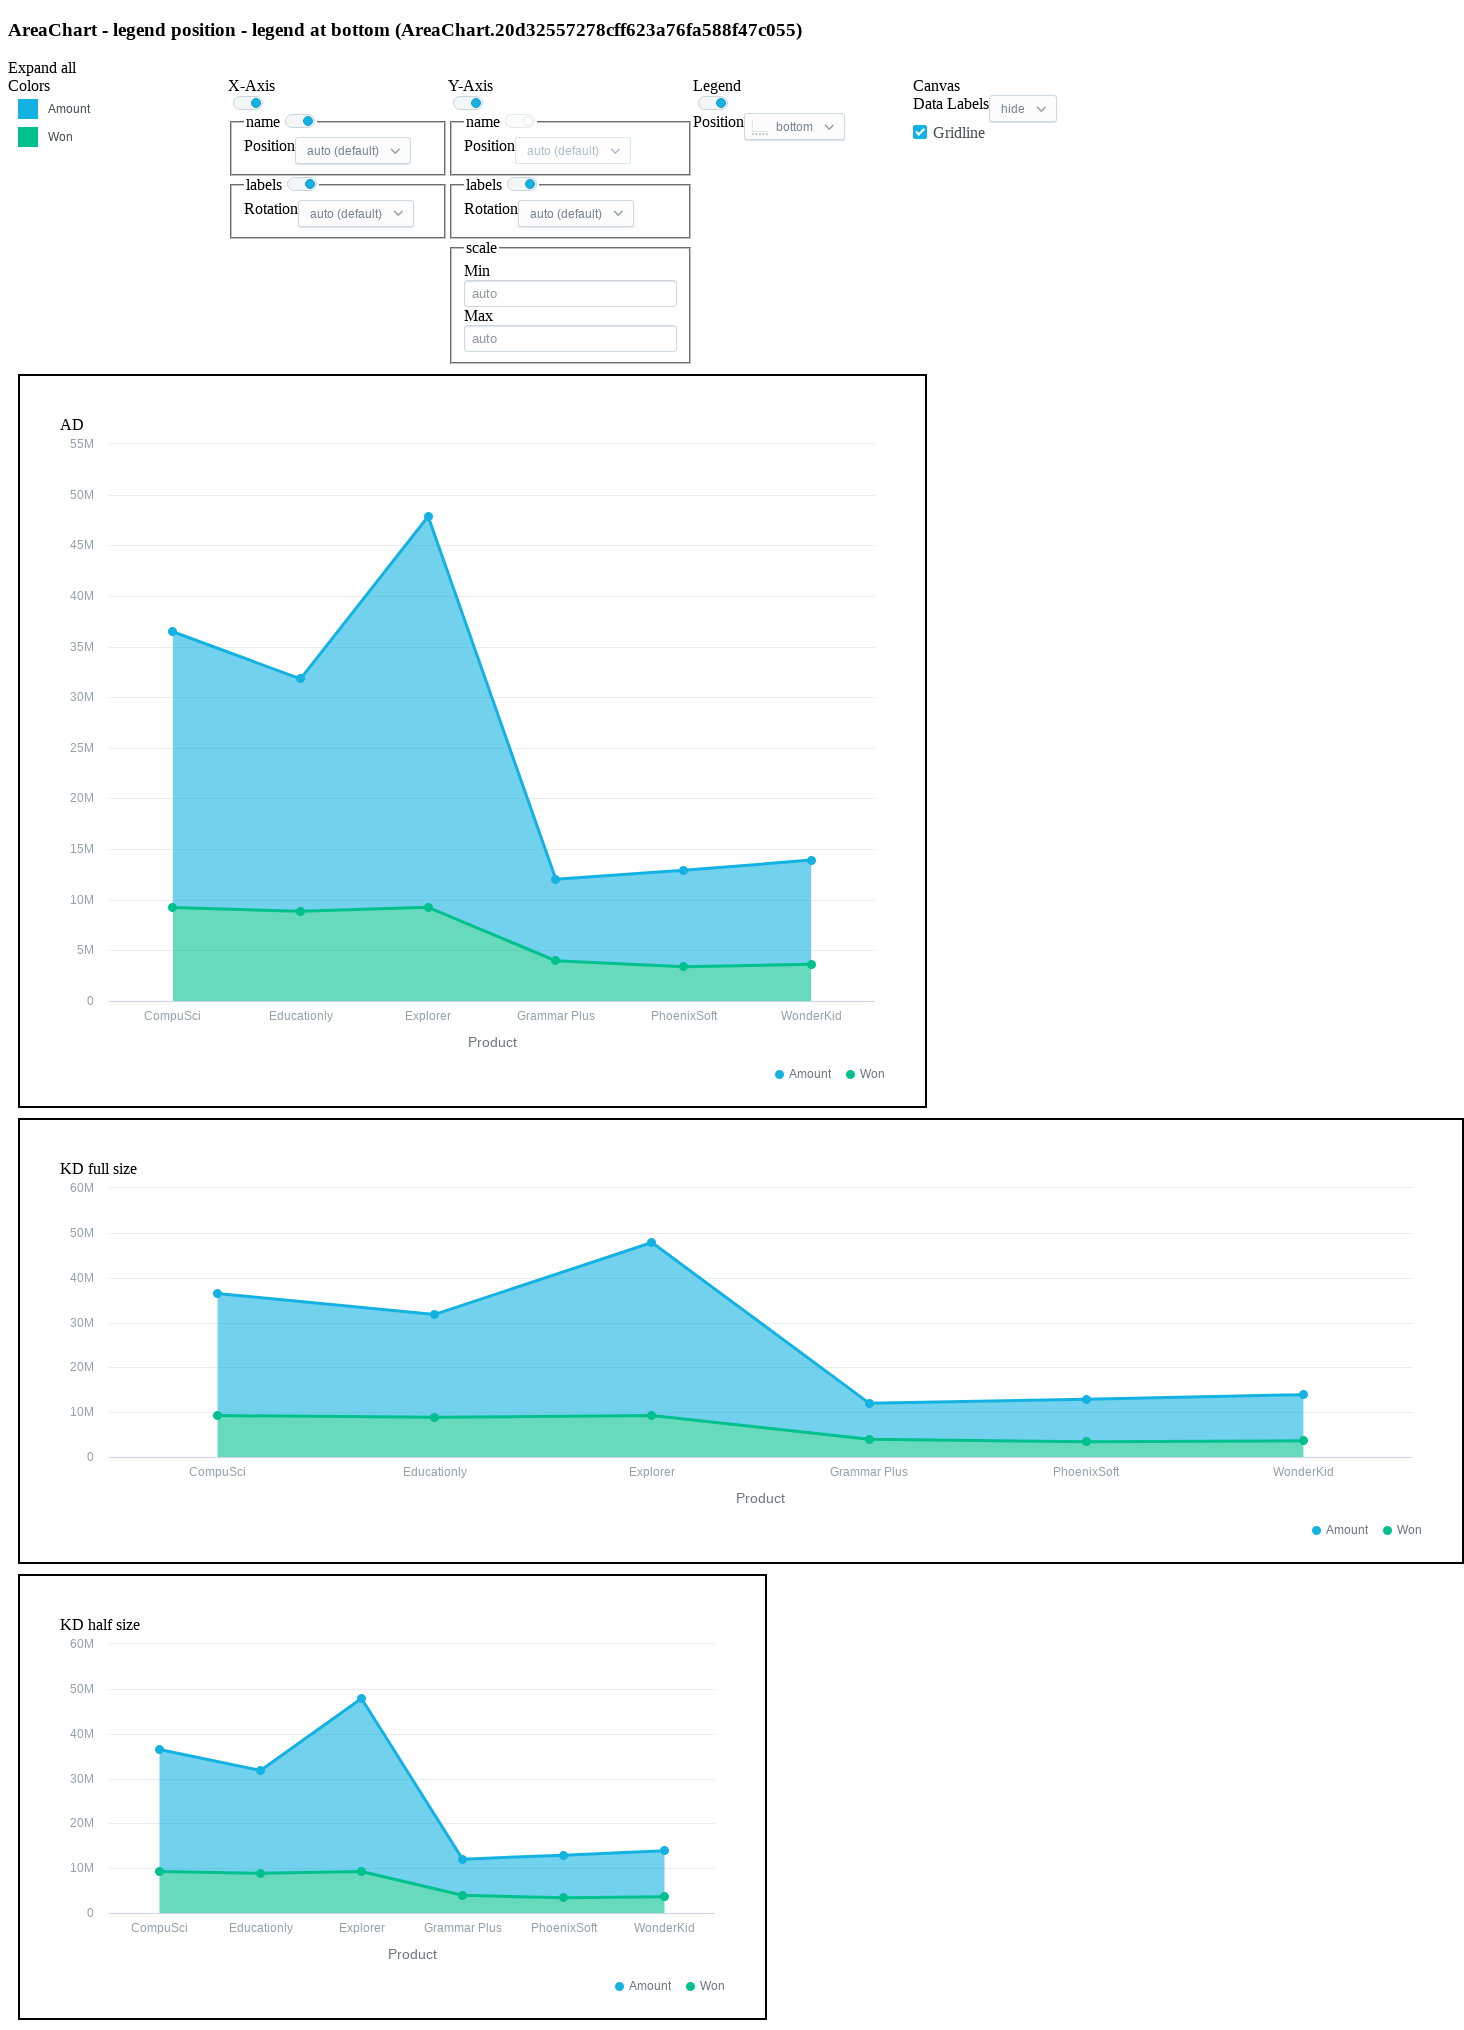 AreaChart - legend position - legend at bottom (AreaChart.20d32557278cff623a76fa588f47c055)
Expand all
Colors
Amount
Won
X-Axis
name
Position auto (default)
labels
Rotation auto (default)
Y-Axis
name
Position auto (default)
labels
Rotation auto (default)
scale
Min
auto
Max
auto
Legend
Position bottom
Canvas
Data Labels hide
Gridline
AD
55M
50M
45M
40M
35M
30M
25M
20M
15M
10M
5M
0
CompuSci Educationly Explorer Grammar Plus PhoenixSoft WonderKid
Product
Amount Won
KD full size
60M
50M
40M
30M
20M
10M
0
CompuSci Educationly Explorer Grammar Plus PhoenixSoft WonderKid
Product
Amount Won
KD half size
60M
50M
40M
30M
20M
10M
0
CompuSci Educationly Explorer Grammar Plus PhoenixSoft WonderKid
Product
Amount Won